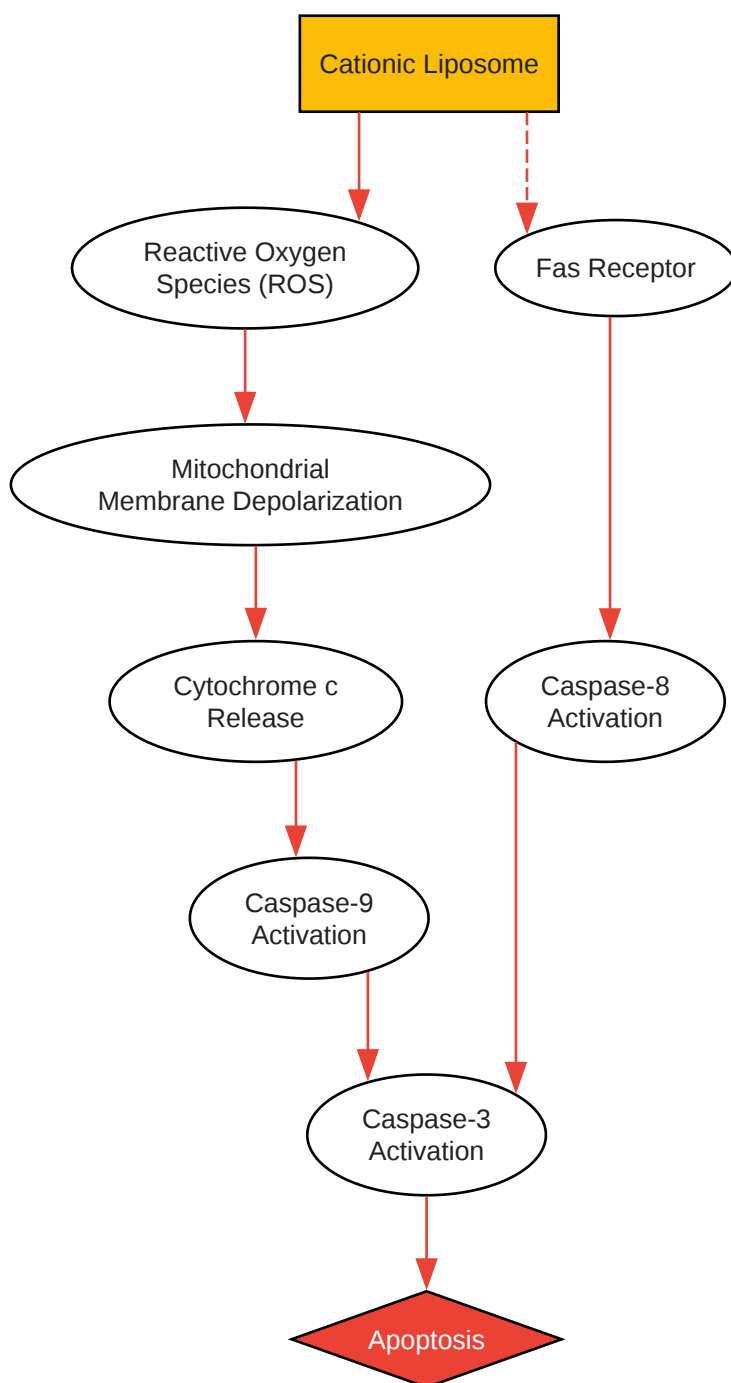 Cationic Liposome
Reactive Oxygen
Species (ROS)
Fas Receptor
Mitochondrial
Membrane Depolarization
Cytochrome c
Release
Caspase-8
Activation
Caspase-9
Activation
Caspase-3
Activation
Apoptosis